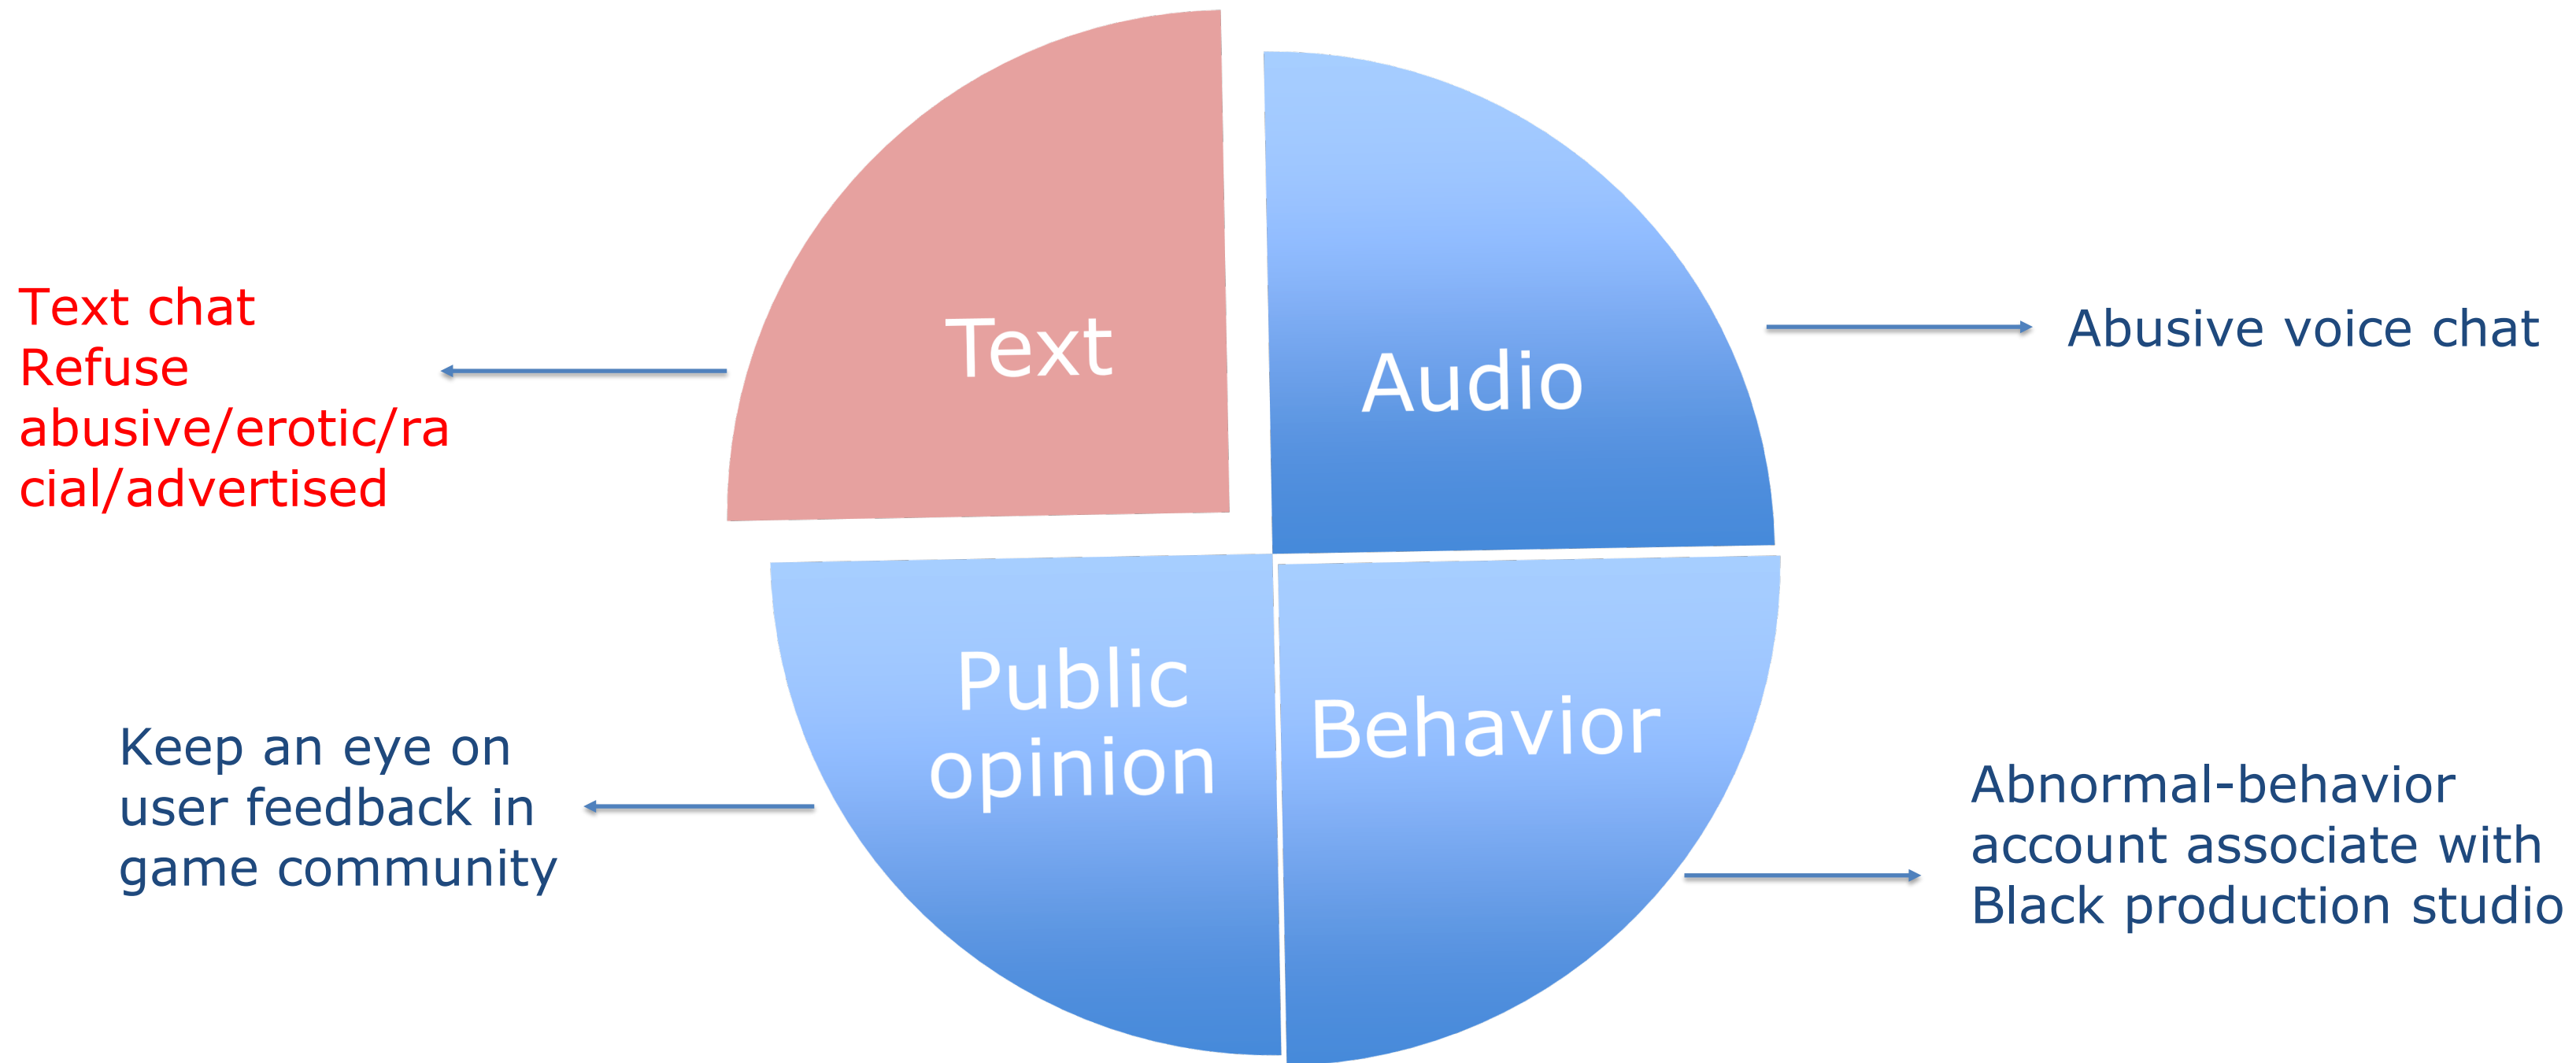 Text
Audio
Text chat
Refuse
abusive/erotic/ra
cial/advertised
Abusive voice chat
Public
opinion
Behavior
Keep an eye on
user feedback in
game community
Abnormal-behavior
account associate with
Black production studio